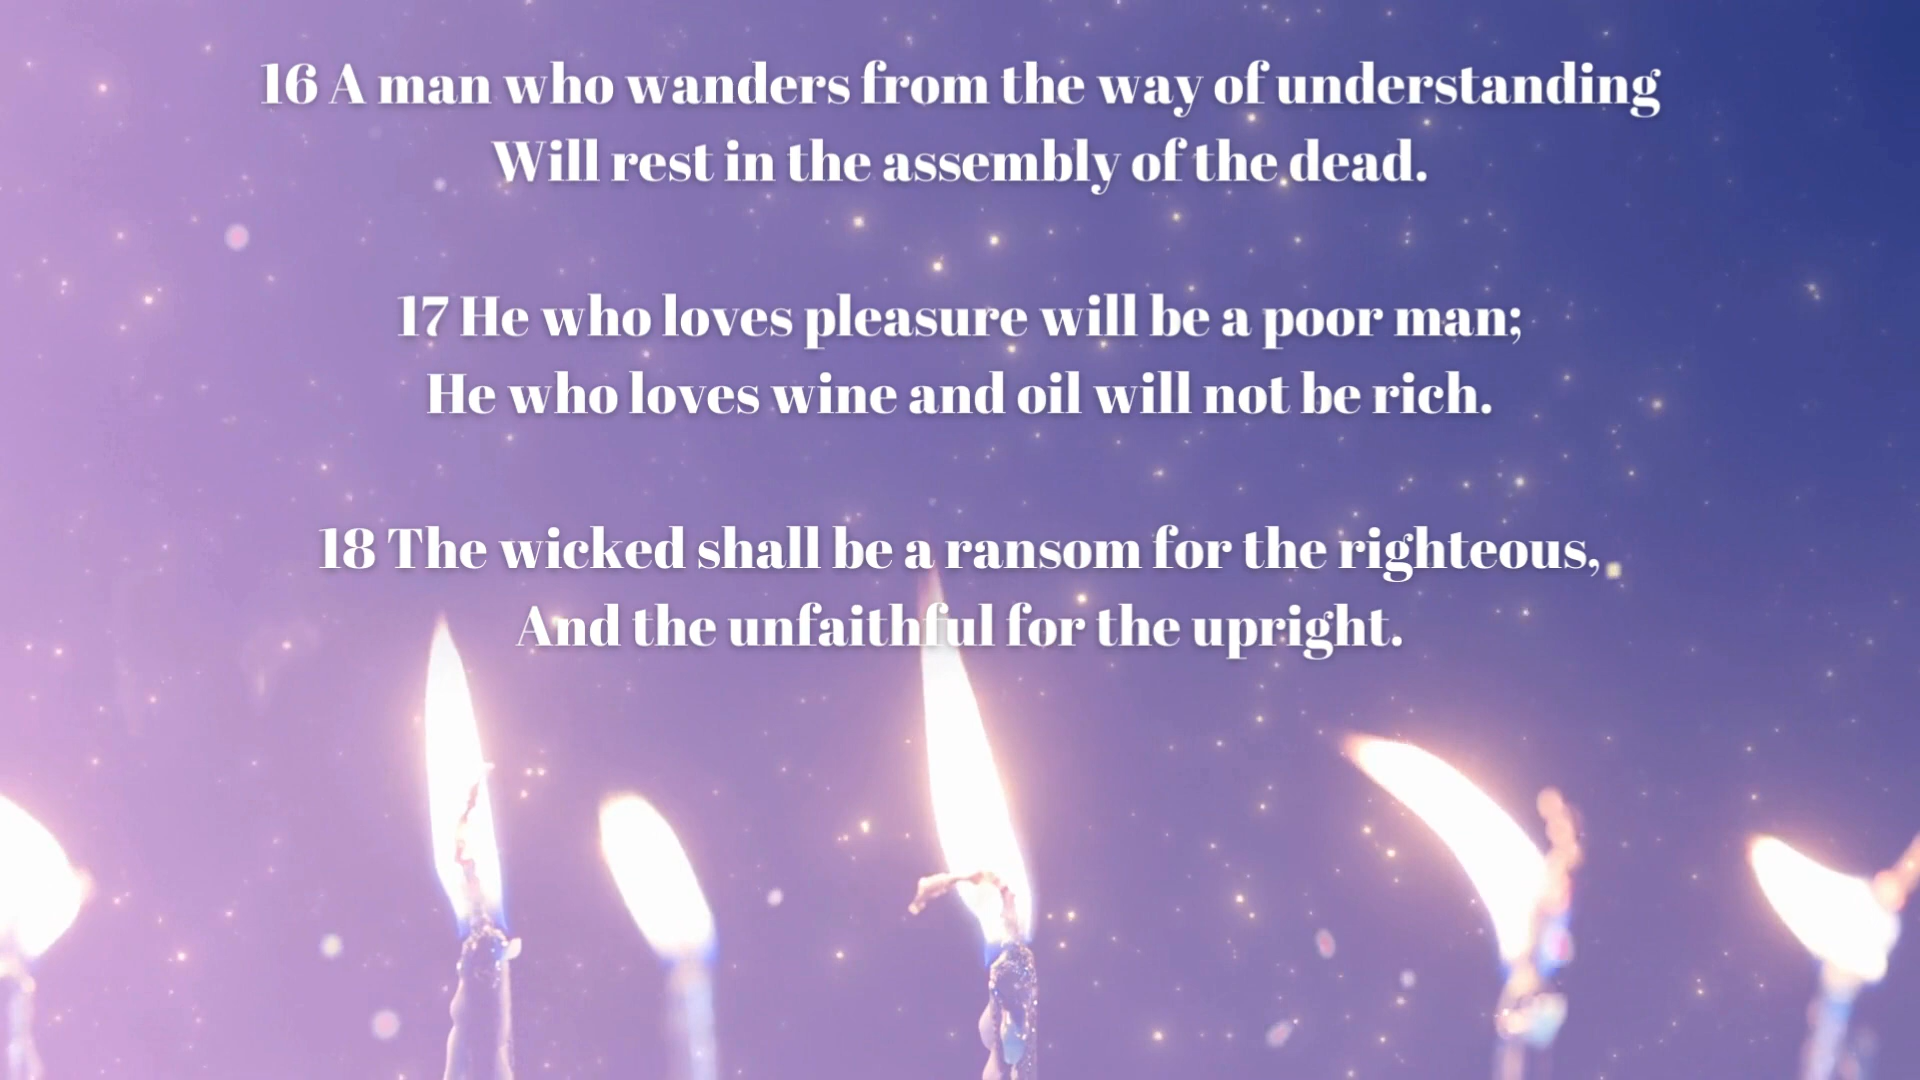 16 A man who wanders from the way of understanding
Will rest in the assembly of the dead.
17 He who loves pleasure will be a poor man;
He who loves wine and oil will not be rich.
18 The wicked shall be a ransom for the righteous,
And the unfaithful for the upright.